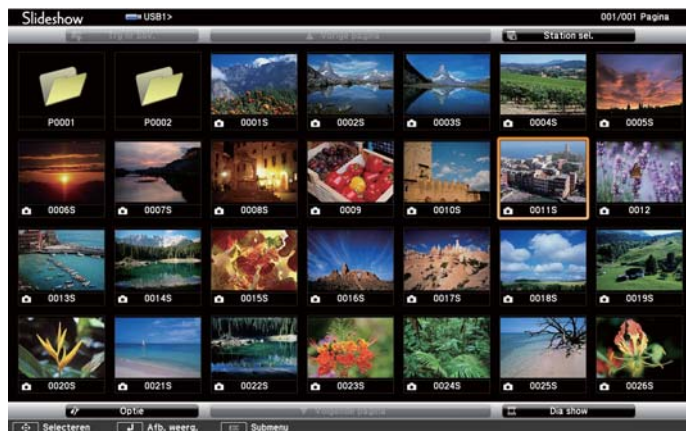 Slideshow USB1> 001/001 Pagina
Vorige pagina Station sel.
P0001 P0002 0001S 0002S 0003S 0004S 0005S
0006S 0007S 0008S 0009 0010S 0011S 0012
0013S 0014S 0015S 0016S 0017S 0018S 0019S
0020S 0021S 0022S 0023S 0024S 0025S 0026S
Optie Volgende pagina Dia show
Selecteren Afb. weerg. Submenu